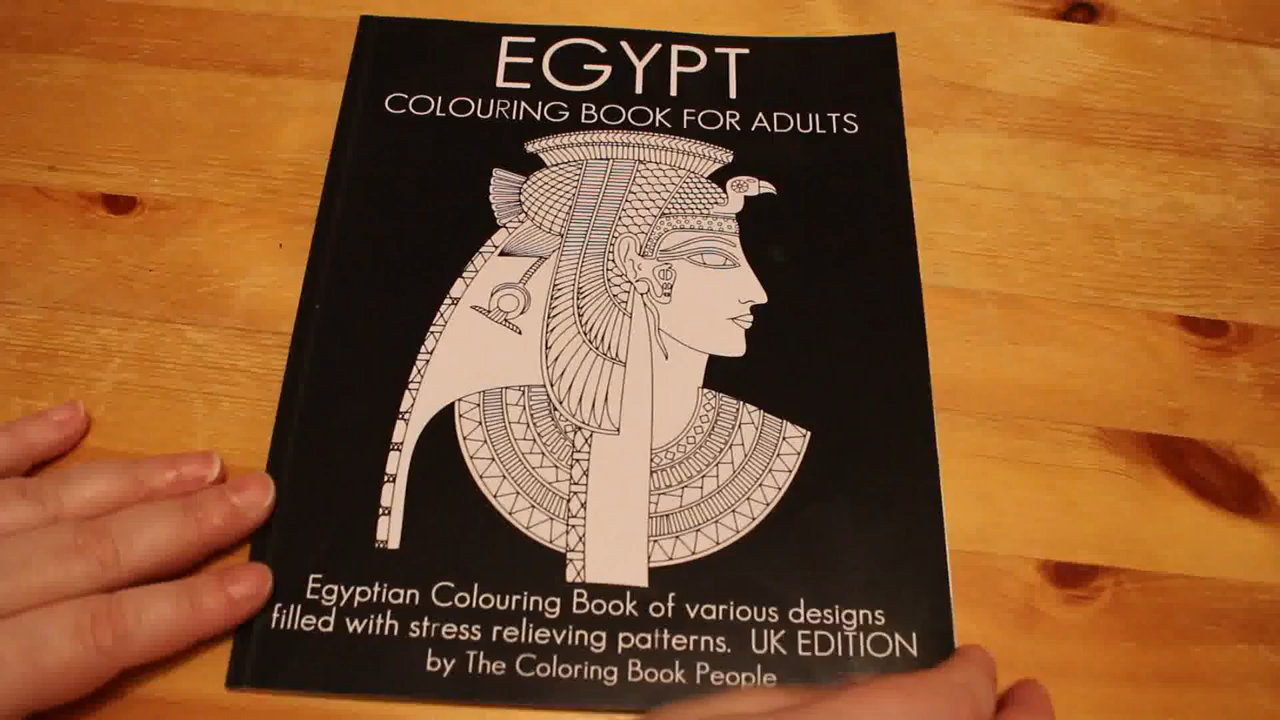 EGYPT
COLOURING BOOK FOR ADULTS
Egyptian Colouring Book of various designs
filled with stress relieving patterns. UK EDITION
by The Coloring Book People